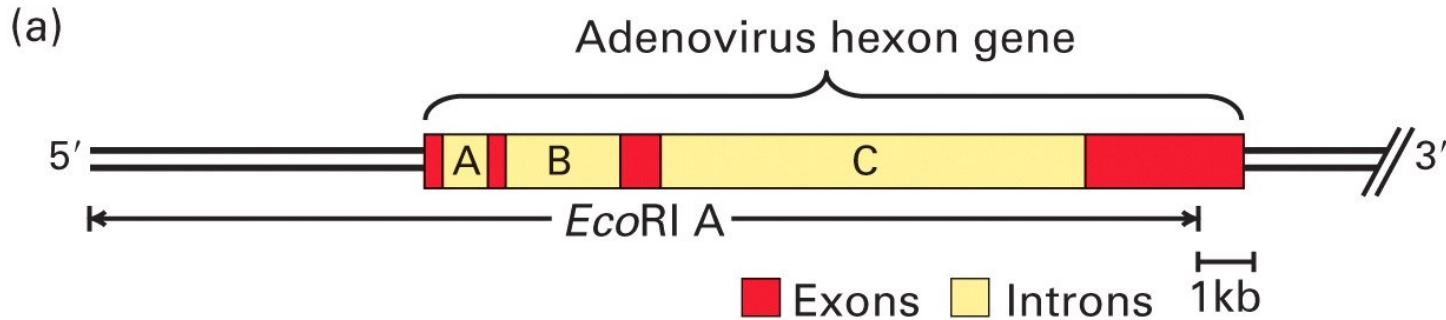 (a)
Adenovirus hexon gene
5′ A B C 3′
EcoRI A
1kb
Exons Introns